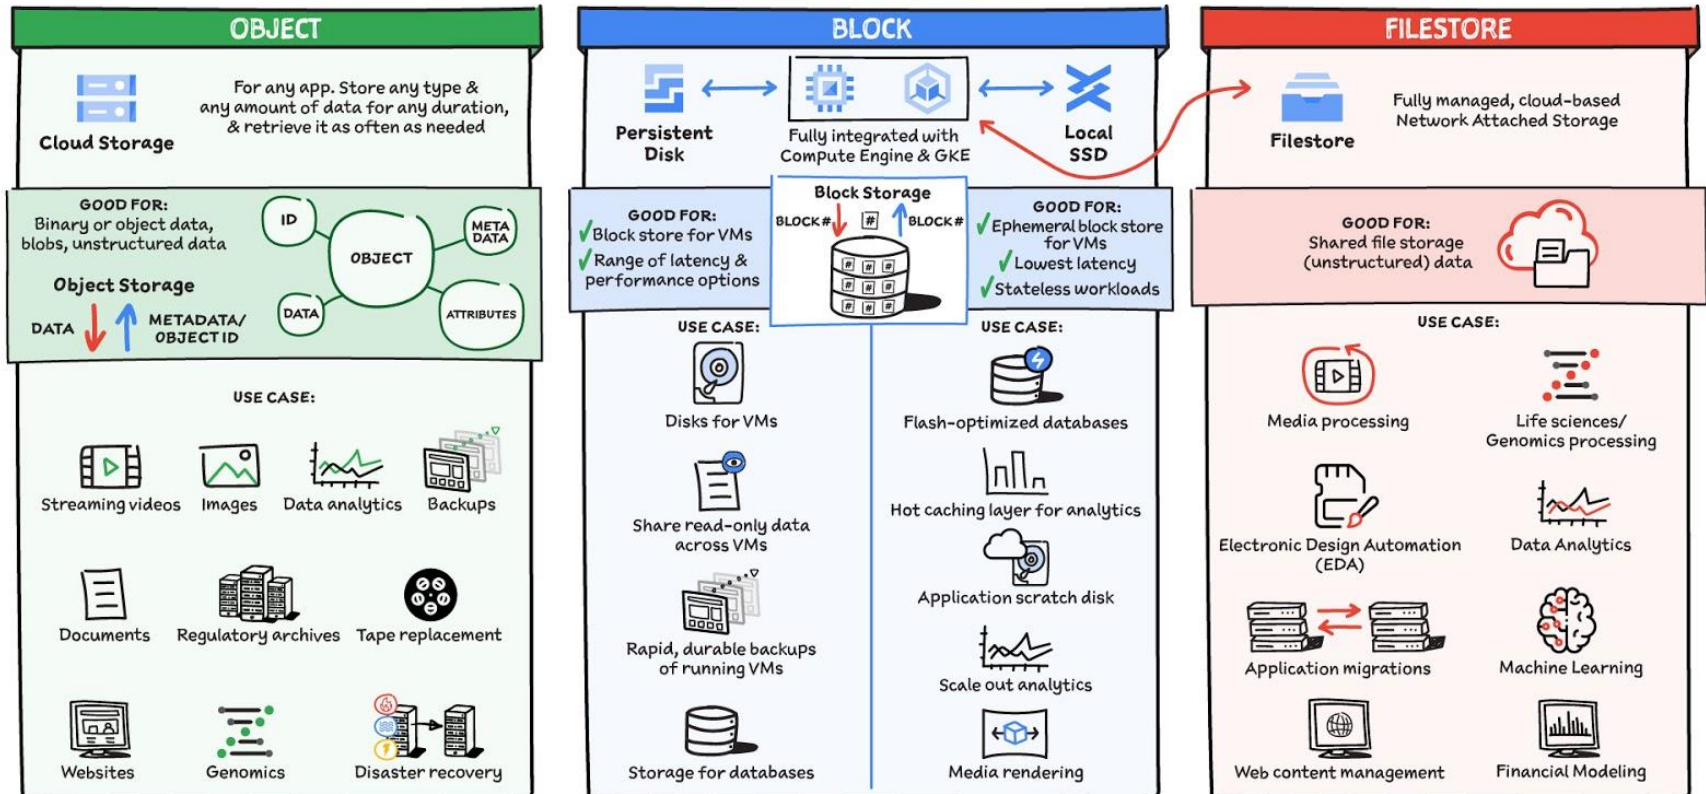 OBJECT
Cloud Storage
For any app. Store any type &
any amount of data for any duration,
& retrieve it as often as needed
GOOD FOR:
Binary or object data,
blobs, unstructured data
Object Storage
DATA
METADATA/
OBJECT ID
ID
META
DATA
OBJECT
DATA
ATTRIBUTES
USE CASE:
Streaming videos
Images
Data analytics
Backups
Documents
Regulatory archives
Tape replacement
Websites
Genomics
Disaster recovery
BLOCK
Persistent
Disk
Fully integrated with
Compute Engine & GKE
Local
SSD
GOOD FOR:
✓Block store for VMs
✓Range of latency &
performance options
Block Storage
BLOCK#
#
BLOCK#
# # #
# # #
# # #
GOOD FOR:
✓Ephemeral block store
for VMs
✓Lowest latency
✓Stateless workloads
USE CASE:
Disks for VMs
Share read-only data
across VMs
Rapid, durable backups
of running VMs
Storage for databases
USE CASE:
Flash-optimized databases
Hot caching layer for analytics
Application scratch disk
Scale out analytics
Media rendering
FILESTORE
Filestore
Fully managed, cloud-based
Network Attached Storage
GOOD FOR:
Shared file storage
(unstructured) data
USE CASE:
Media processing
Life sciences/
Genomics processing
Electronic Design Automation
(EDA)
Data Analytics
Application migrations
Machine Learning
Web content management
Financial Modeling